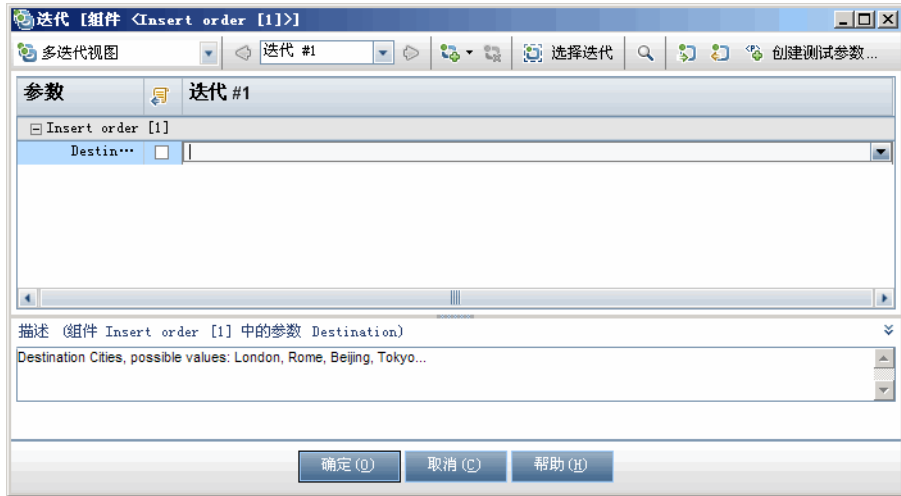 迭代 [组件 <Insert order [1]>]
多迭代视图 迭代 #1 选择迭代 创建测试参数...
参数 迭代 #1
Insert order [1]
Destin...
描述 (组件 Insert order [1] 中的参数 Destination)
Destination Cities, possible values: London, Rome, Beijing, Tokyo...
确定(O) 取消(C) 帮助(H)